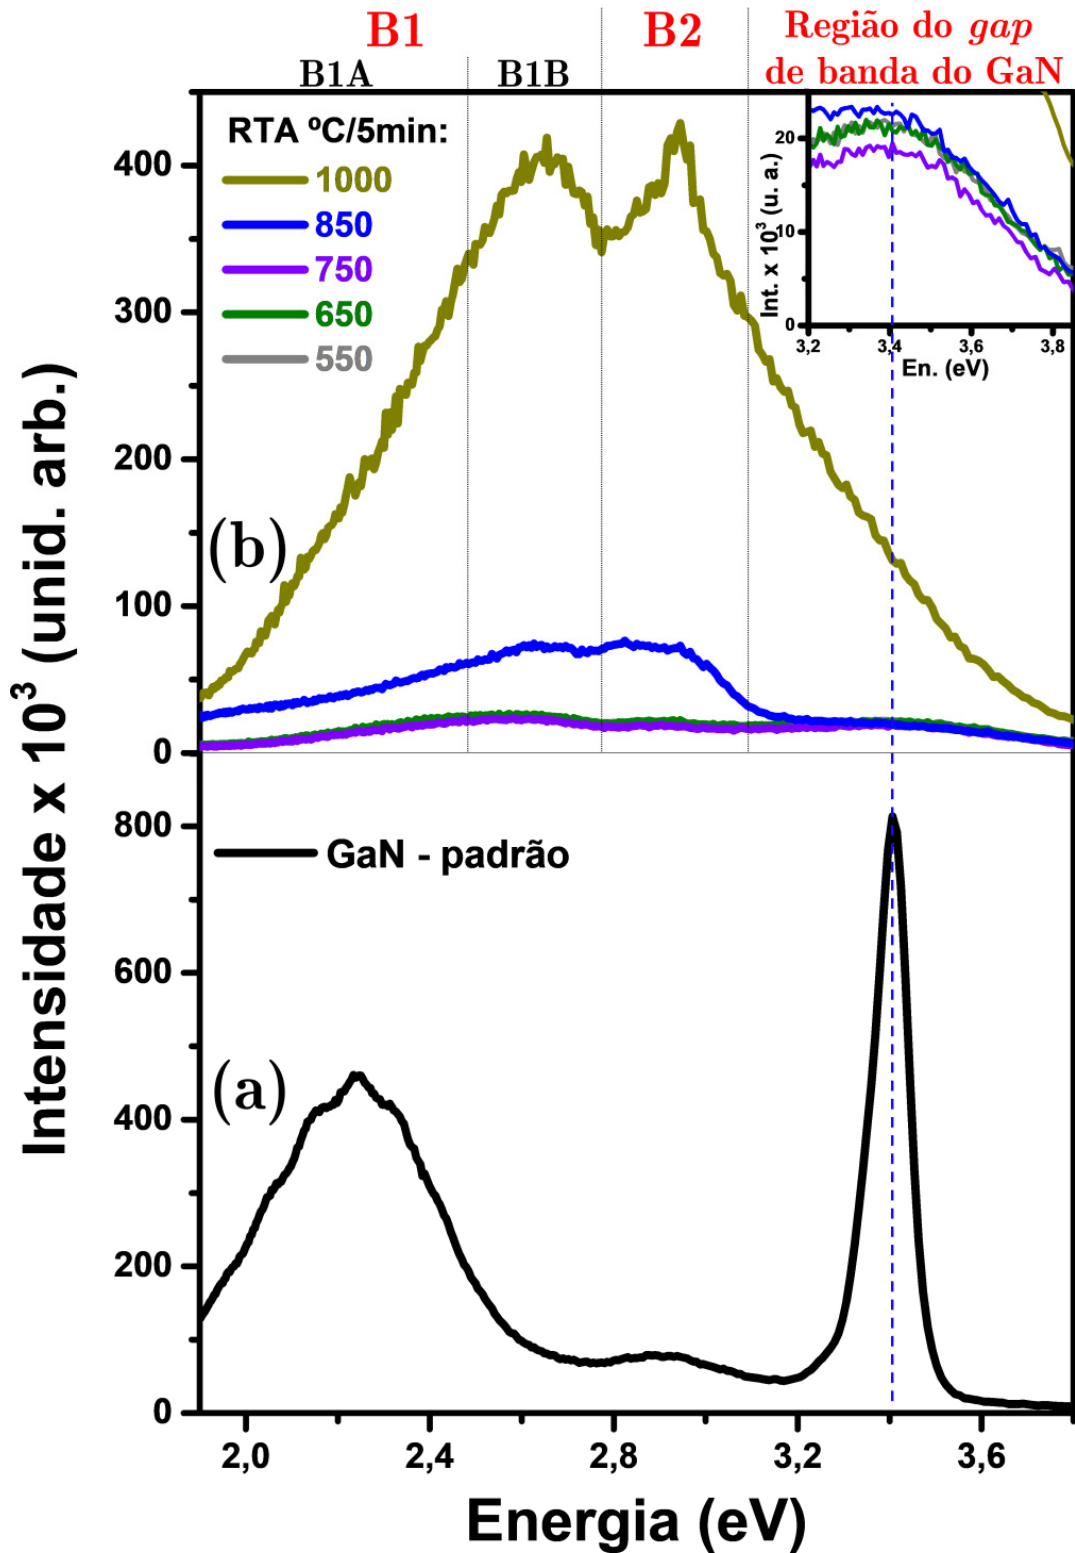 B1
B2
Região do gap
de banda do GaN
B1A
B1B
RTA ºC/5min:
1000
850
750
650
550
400
300
200
100
0
(b)
Int. x 10³ (u. a.)
20
10
0
3,2
3,4
3,6
3,8
En. (eV)
Intensidade x 10³ (unid. arb.)
GaN - padrão
800
600
400
200
0
(a)
2,0
2,4
2,8
3,2
3,6
Energia (eV)